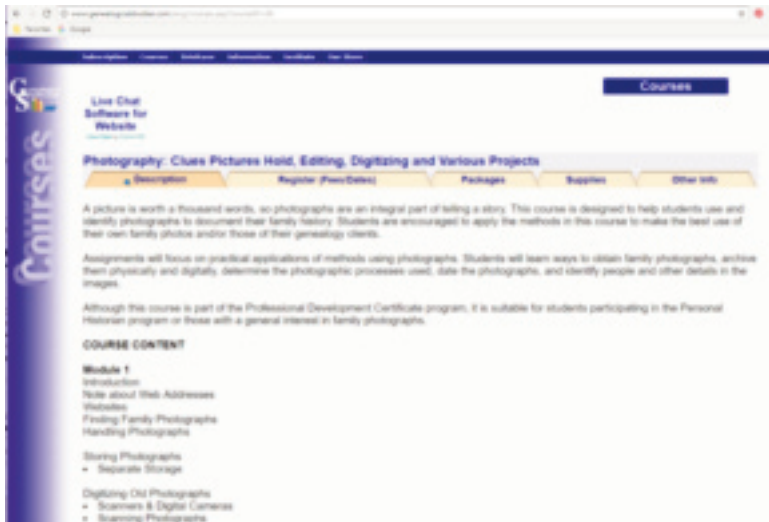 Subscription Courses Databases Information Institute Our Store
Courses
Live Chat
Software for
Website
Courses
Photography: Clues Pictures Hold, Editing, Digitizing and Various Projects
Description Register (Fees/Dates) Packages Supplies Other Info
A picture is worth a thousand words, so photographs are an integral part of telling a story. This course is designed to help students use and
identify photographs to document their family history. Students are encouraged to apply the methods in this course to make the best use of
their own family photos and/or those of their genealogy clients.
Assignments will focus on practical applications of methods using photographs. Students will learn ways to obtain family photographs, archive
them physically and digitally, determine the photographic processes used, date the photographs, and identify people and other details in the
images.
Although this course is part of the Professional Development Certificate program, it is suitable for students participating in the Personal
Historian program or those with a general interest in family photographs.
COURSE CONTENT
Module 1
Introduction
Note about Web Addresses
Websites
Finding Family Photographs
Handling Photographs
Storing Photographs
• Separate Storage
Digitizing Old Photographs
• Scanners & Digital Cameras
• Scanning Photographs